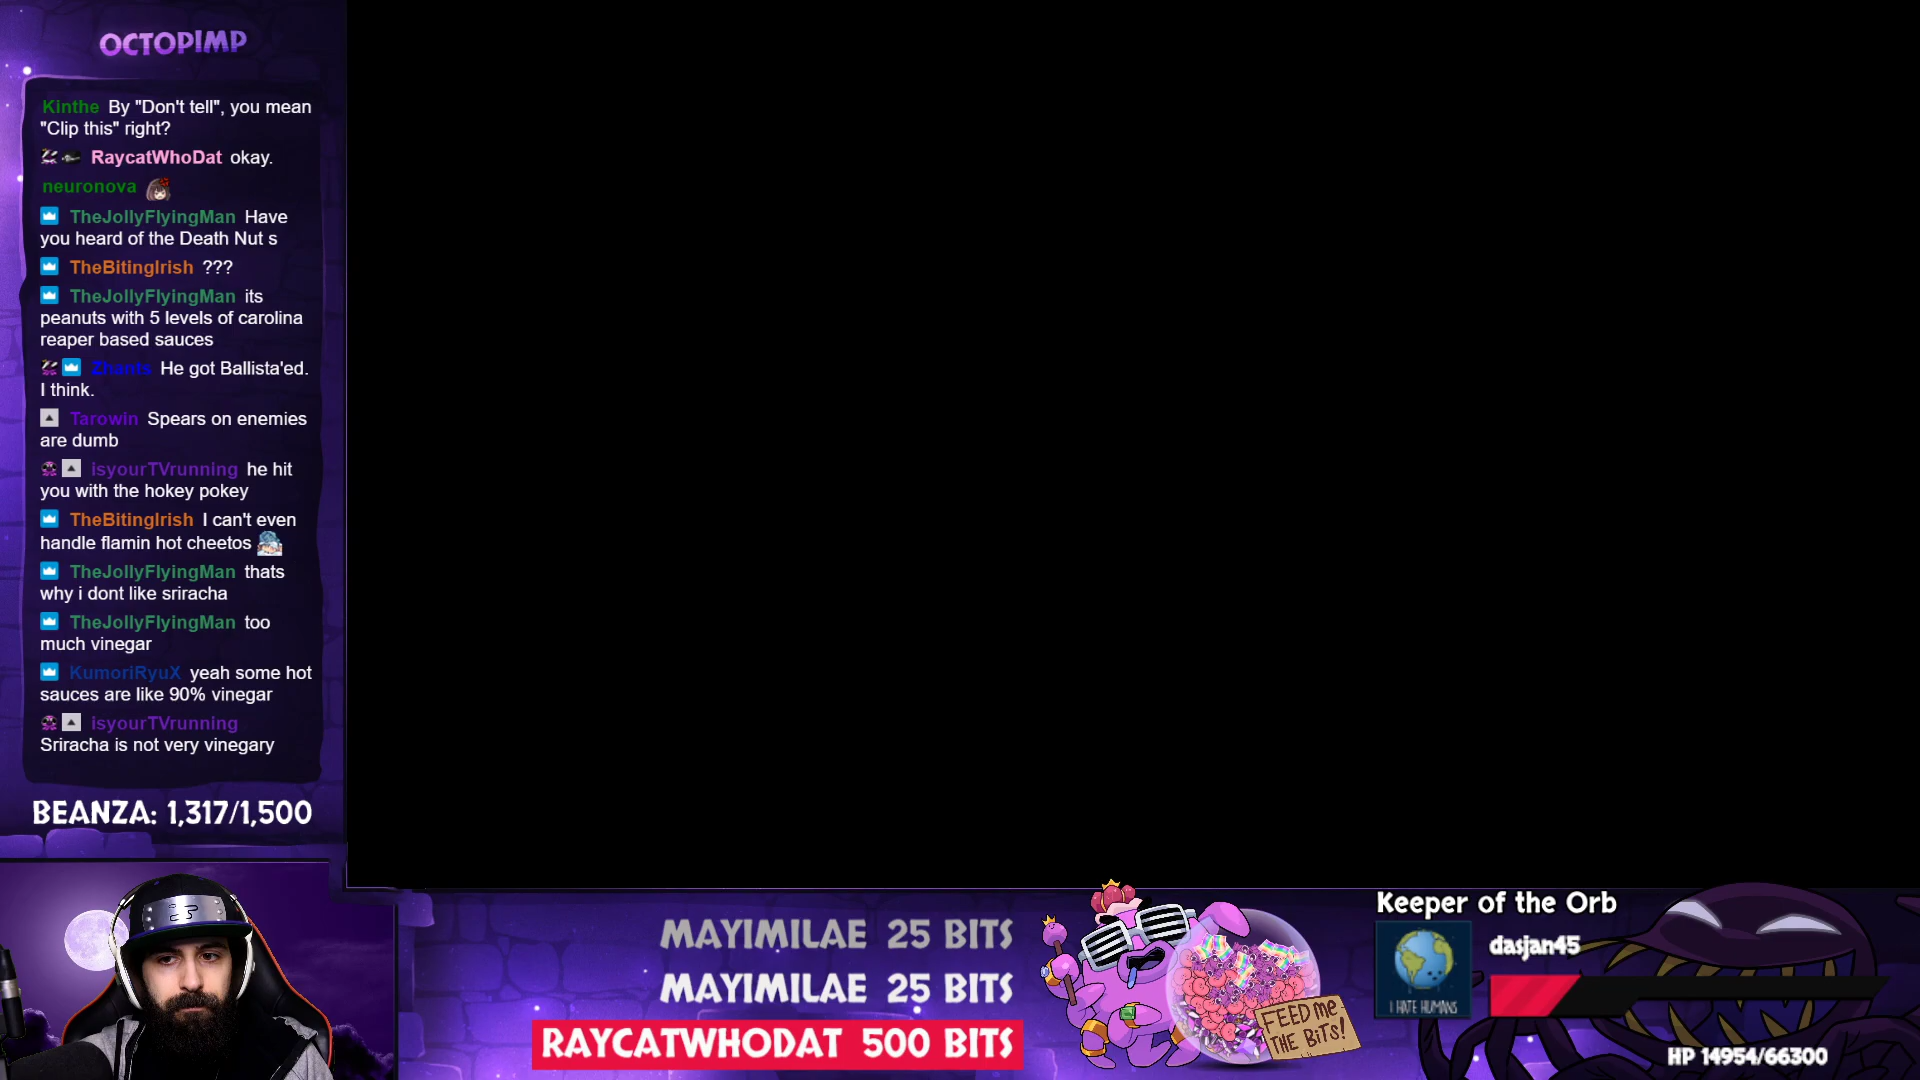 OCTOPIMP
Kinthe By "Don't tell", you mean
"Clip this" right?
RaycatWhoDat okay.
neuronova
TheJollyFlyingMan Have
you heard of the Death Nut s
TheBitingIrish ???
TheJollyFlyingMan its
peanuts with 5 levels of carolina
reaper based sauces
Zhants He got Ballista'ed.
I think.
Tarowin Spears on enemies
are dumb
isyourTVrunning he hit
you with the hokey pokey
TheBitingIrish I can't even
handle flamin hot cheetos
TheJollyFlyingMan thats
why i dont like sriracha
TheJollyFlyingMan too
much vinegar
KumoriRyuX yeah some hot
sauces are like 90% vinegar
isyourTVrunning
Sriracha is not very vinegary
BEANZA: 1,317/1,500
MAYIMILAE 25 BITS
MAYIMILAE 25 BITS
RAYCATWHODAT 500 BITS
FEED ME
THE BITS!
Keeper of the Orb
dasjan45
I HATE HUMANS
HP 14954/66300